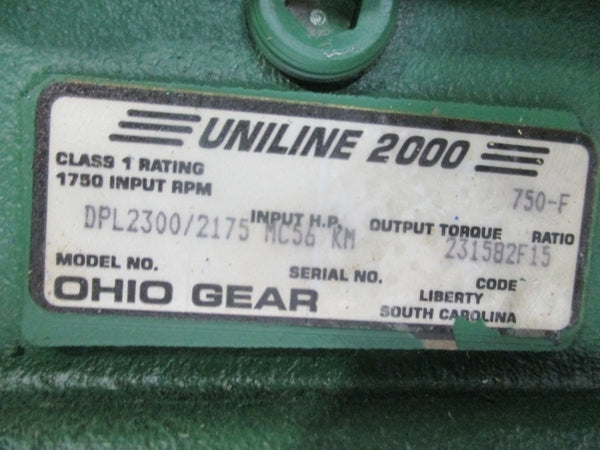 UNILINE 2000
CLASS 1 RATING
1750 INPUT RPM
750-F
INPUT H.P. OUTPUT TORQUE RATIO
DPL2300/2175 MC56 KM 231582F15
MODEL NO. SERIAL NO. CODE
OHIO GEAR LIBERTY
SOUTH CAROLINA